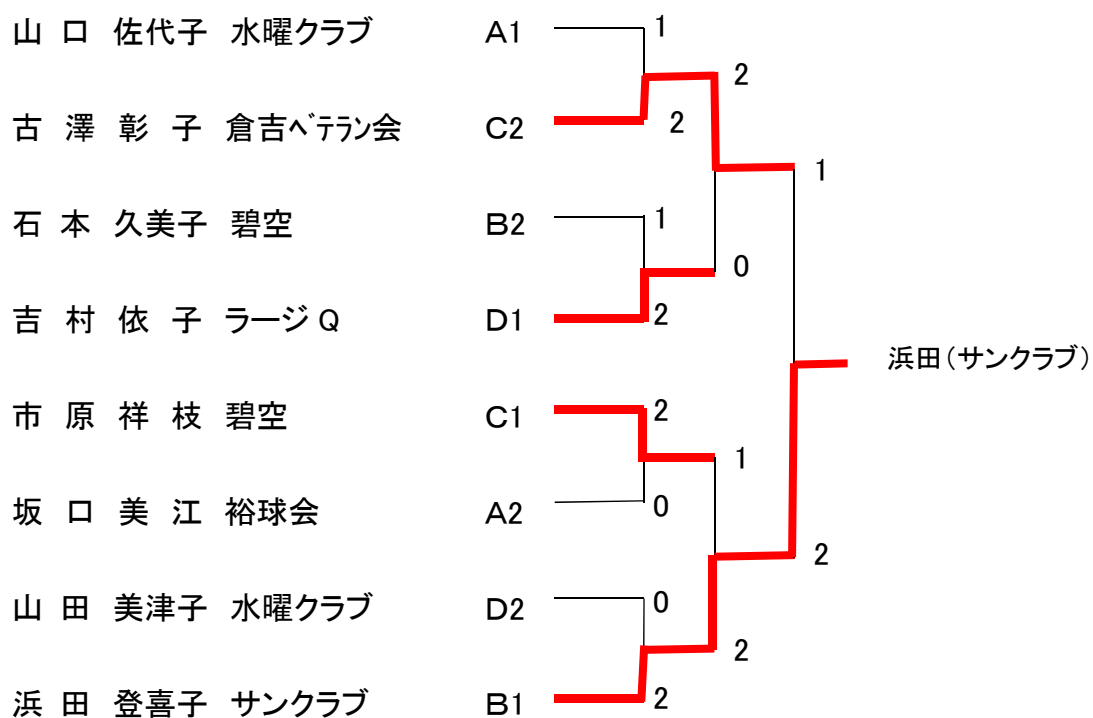 山 口 佐代子 水曜クラブ A1 1
2
古 澤 彰 子 倉吉ベテラン会 C2 2
1
石 本 久美子 碧空 B2 1
0
吉 村 依 子 ラージQ D1 2
浜田(サンクラブ)
市 原 祥 枝 碧空 C1 2
1
坂 口 美 江 裕球会 A2 0
2
山 田 美津子 水曜クラブ D2 0
2
浜 田 登喜子 サンクラブ B1 2